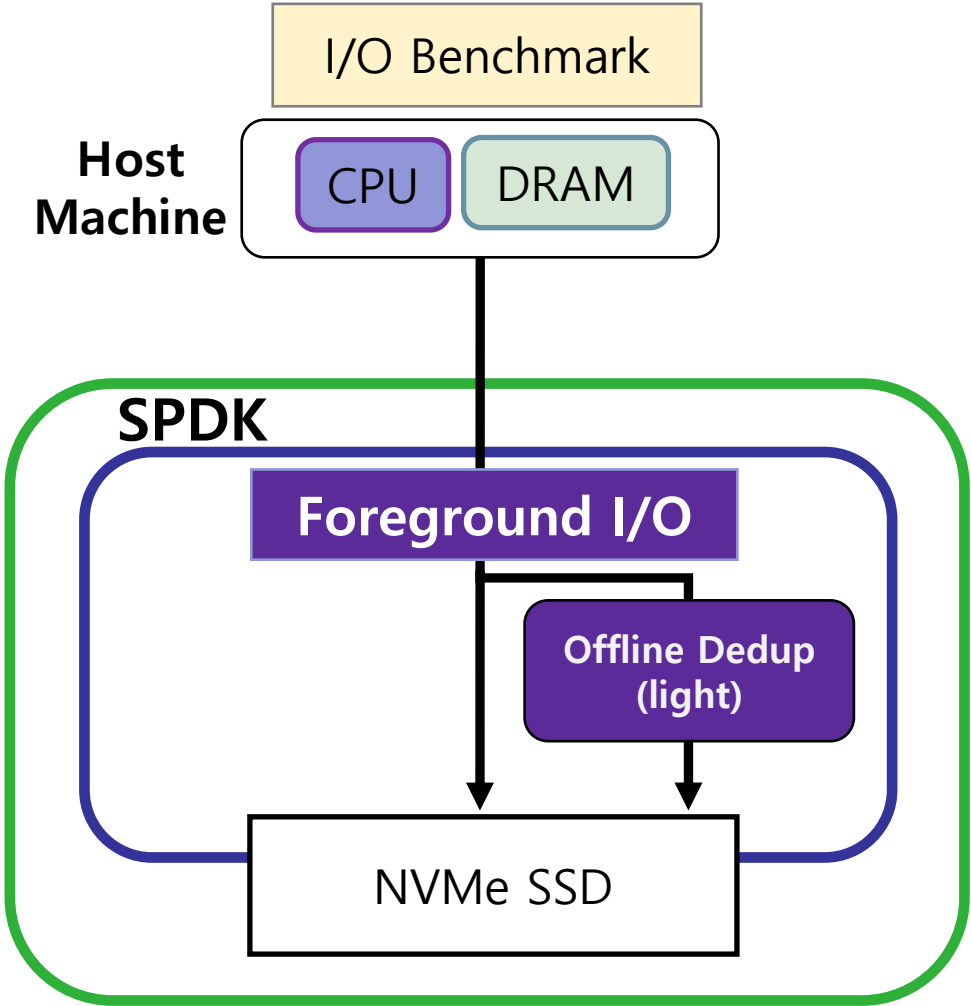 I/O Benchmark
Host
Machine
CPU
DRAM
SPDK
Foreground I/O
Offline Dedup
(light)
NVMe SSD